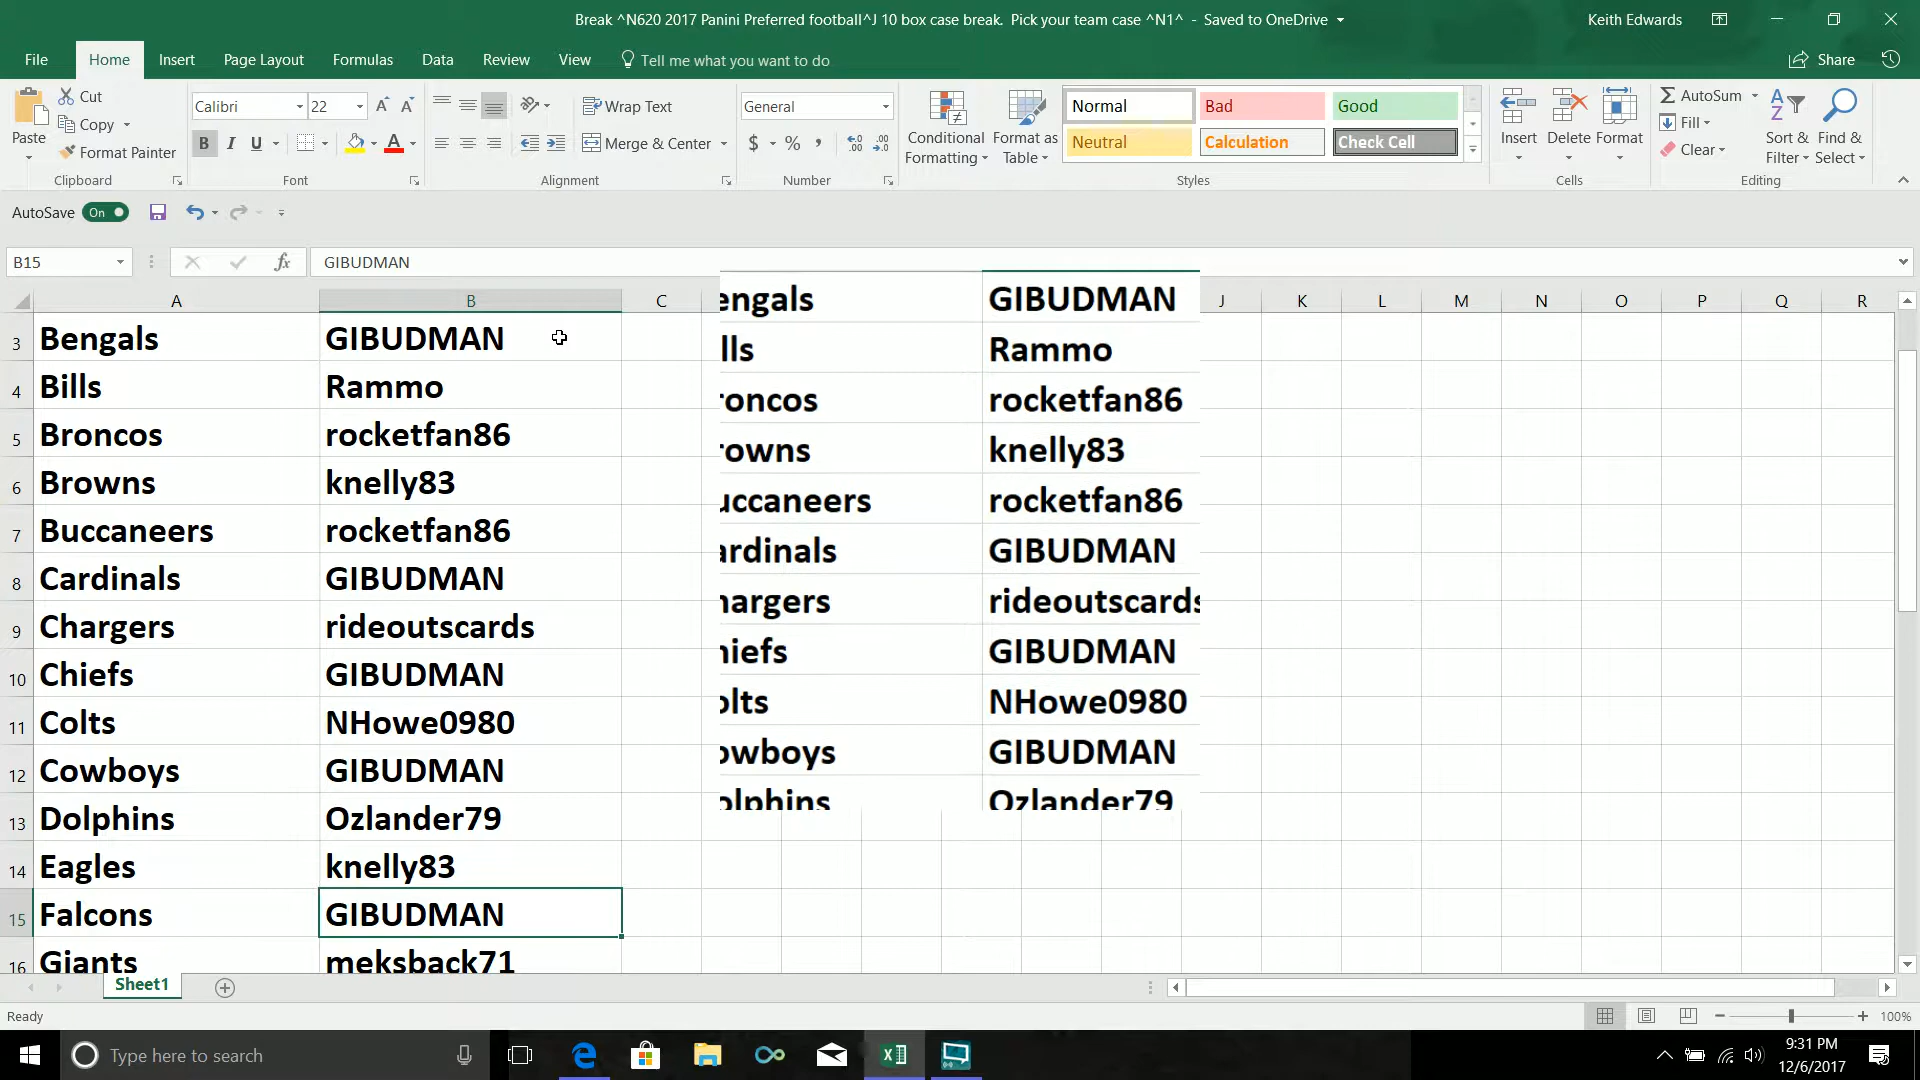 Break ^N620 2017 Panini Preferred football^J 10 box case break.  Pick your team case ^N1^ - Saved to OneDrive
Keith Edwards
File Home Insert Page Layout Formulas Data Review View Tell me what you want to do Share
Cut
Copy
Format Painter
Paste
Clipboard
Calibri 22
B I U
Font
Wrap Text
Merge & Center
Alignment
General
$ % ,
Number
Conditional Formatting
Format as Table
Normal Bad Good
Neutral Calculation Check Cell
Styles
Insert Delete Format
Cells
AutoSum
Fill
Clear
Sort & Filter
Find & Select
Editing
AutoSave On
B15 fx GIBUDMAN
A B C J K L M N O P Q R
3 Bengals GIBUDMAN
4 Bills Rammo
5 Broncos rocketfan86
6 Browns knelly83
7 Buccaneers rocketfan86
8 Cardinals GIBUDMAN
9 Chargers rideoutscards
10 Chiefs GIBUDMAN
11 Colts NHowe0980
12 Cowboys GIBUDMAN
13 Dolphins Ozlander79
14 Eagles knelly83
15 Falcons GIBUDMAN
16 Giants meksback71
engals GIBUDMAN
lls Rammo
roncos rocketfan86
rowns knelly83
uccaneers rocketfan86
ardinals GIBUDMAN
hargers rideoutscards
hiefs GIBUDMAN
olts NHowe0980
owboys GIBUDMAN
olphins Ozlander79
Sheet1
Ready
100%
Type here to search
9:31 PM
12/6/2017